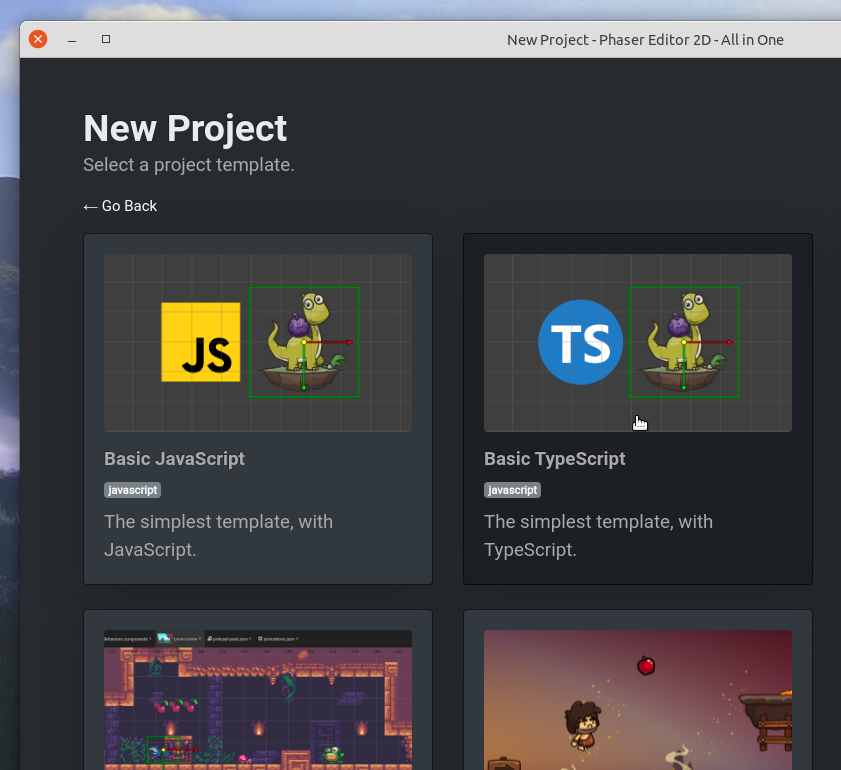 New Project - Phaser Editor 2D - All in One
New Project
Select a project template.
← Go Back
JS
TS
Basic JavaScript
javascript
The simplest template, with
JavaScript.
Basic TypeScript
javascript
The simplest template, with
TypeScript.
Behaviors components
Level.scene
preload-pack.json
animations.json